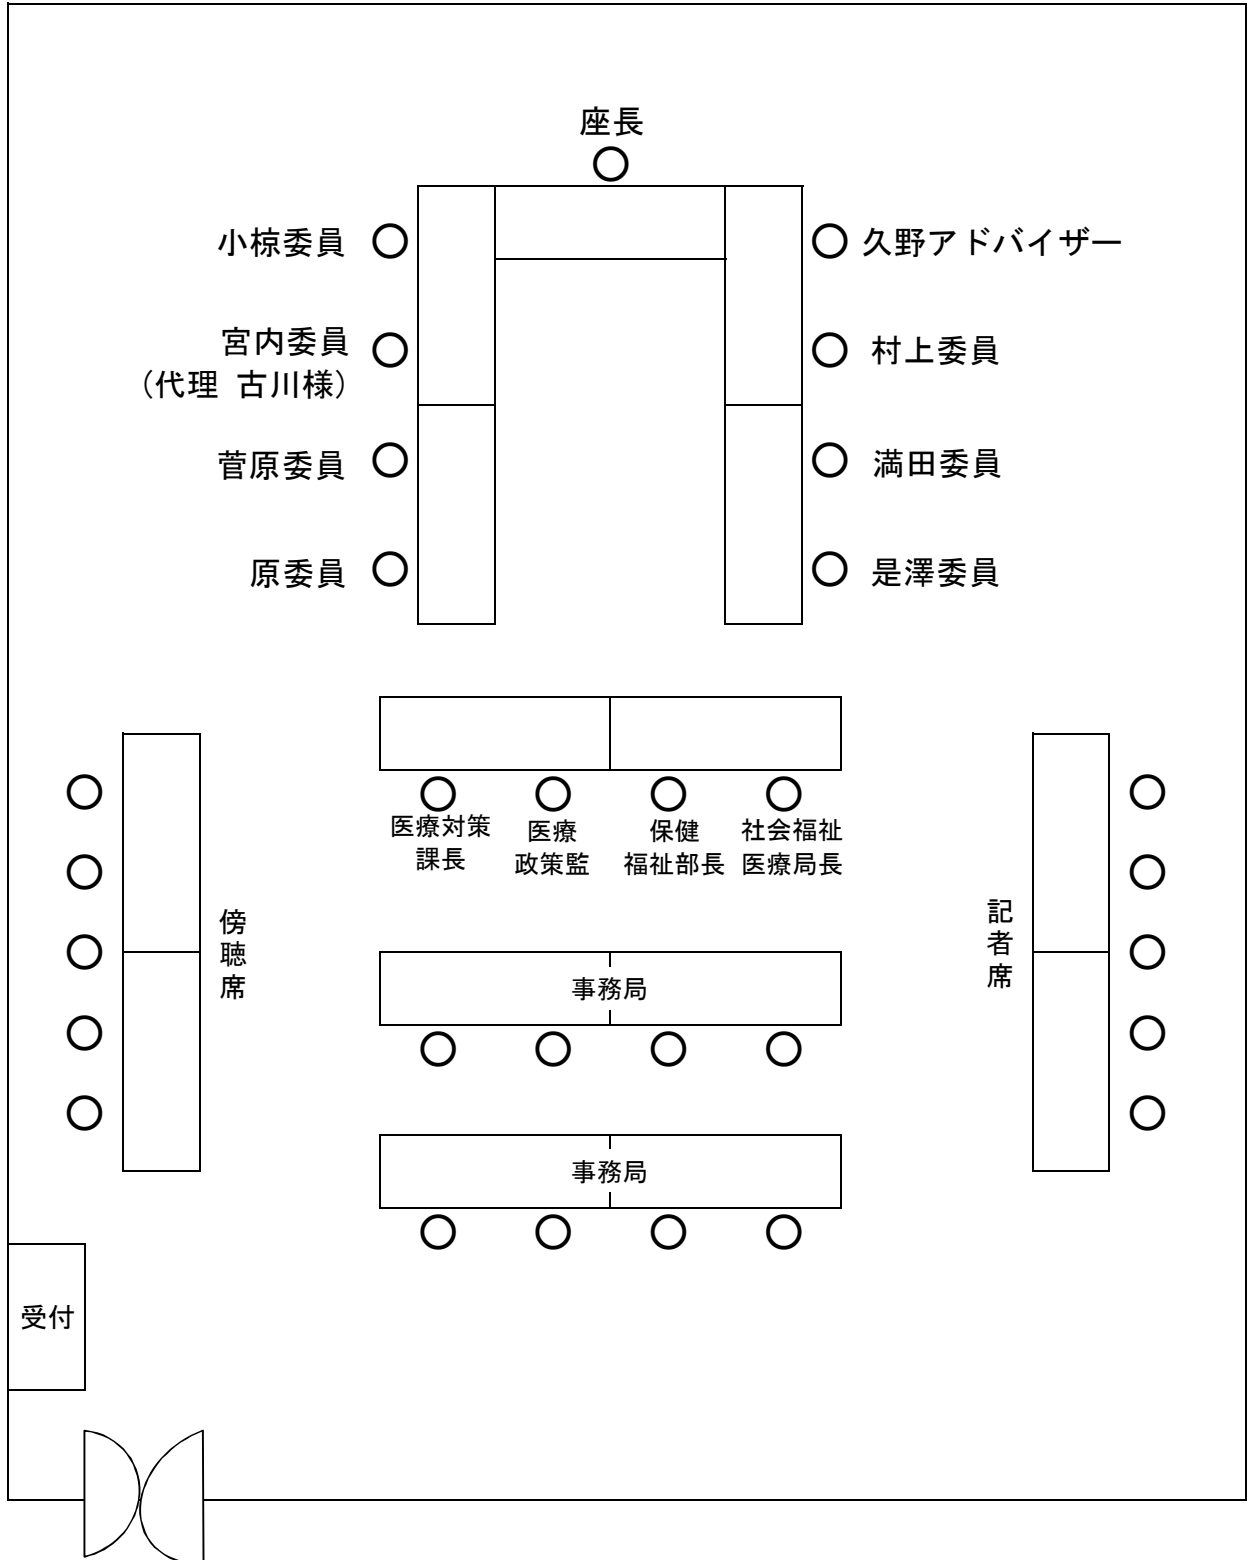 座長
小椋委員
久野アドバイザー
宮内委員
(代理 古川様)
村上委員
菅原委員
満田委員
原委員
是澤委員
医療対策
課長
医療
政策監
保健
福祉部長
社会福祉
医療局長
傍聴席
記者席
事務局
事務局
受付